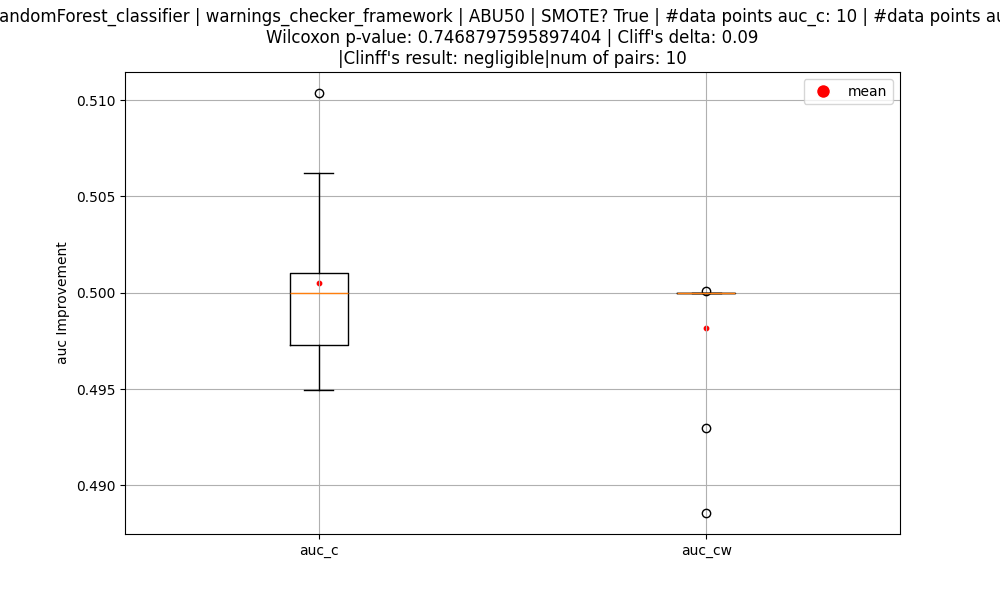 andomForest_classifier | warnings_checker_framework | ABU50 | SMOTE? True | #data points auc_c: 10 | #data points au
Wilcoxon p-value: 0.7468797595897404 | Cliff's delta: 0.09
|Clinff's result: negligible|num of pairs: 10
mean
0.510
0.505
0.500
0.495
0.490
auc Improvement
auc_c
auc_cw